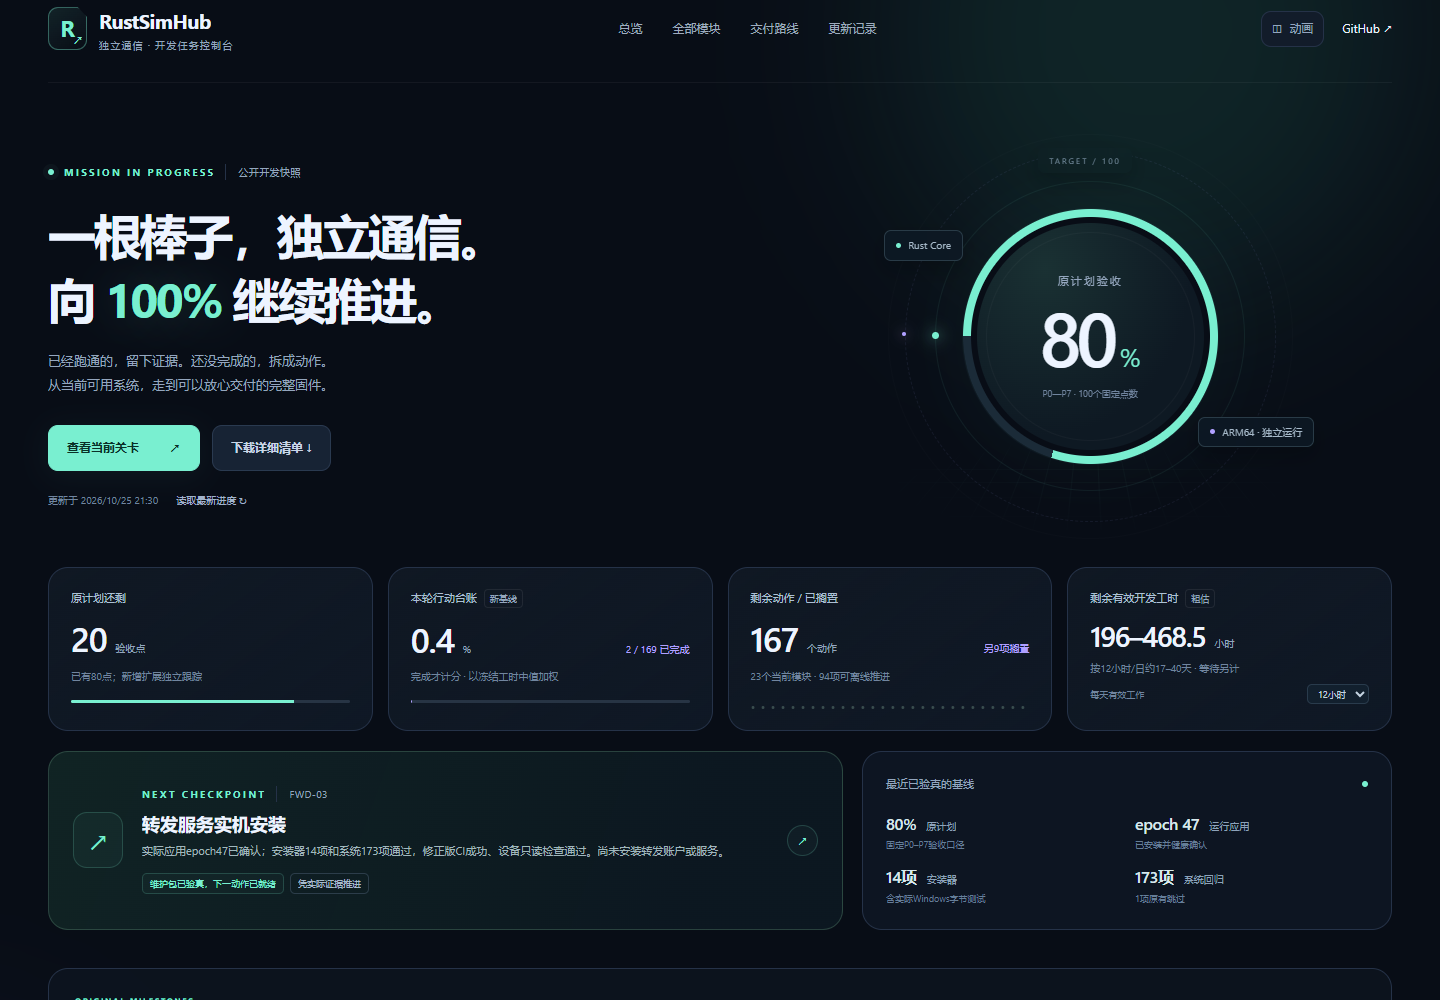 R
RustSimHub
独立通信 · 开发任务控制台
总览
全部模块
交付路线
更新记录
动画
GitHub ↗
MISSION IN PROGRESS
公开开发快照
一根棒子，独立通信。
向 100% 继续推进。
已经跑通的，留下证据。还没完成的，拆成动作。
从当前可用系统，走到可以放心交付的完整固件。
查看当前关卡 ↗
下载详细清单 ↓
更新于 2026/10/25 21:30
读取最新进度 ↻
TARGET / 100
Rust Core
原计划验收
80%
P0—P7 · 100个固定点数
ARM64 · 独立运行
原计划还剩
20 验收点
已有80点；新增扩展独立跟踪
本轮行动台账 新基线
0.4 %
2 / 169 已完成
完成才计分 · 以冻结工时中值加权
剩余动作 / 已搁置
167 个动作
另9项搁置
23个当前模块 · 94项可离线推进
剩余有效开发工时 粗估
196–468.5 小时
按12小时/日约17–40天 · 等待另计
每天有效工作
12小时
NEXT CHECKPOINT
FWD-03
转发服务实机安装
实际应用epoch47已确认；安装器14项和系统173项通过，修正版CI成功、设备只读检查通过。尚未安装转发账户或服务。
维护包已验真，下一动作已就绪
凭实际证据推进
最近已验真的基线
80% 原计划
固定P0–P7验收口径
epoch 47 运行应用
已安装并健康确认
14项 安装器
含实际Windows字节测试
173项 系统回归
1项原有跳过
ORIGINAL MILESTONES